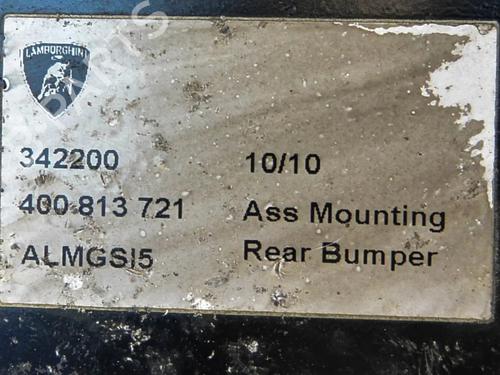 LAMBORGHINI
342200 10/10
400 813 721 Ass Mounting
ALMGSI5 Rear Bumper